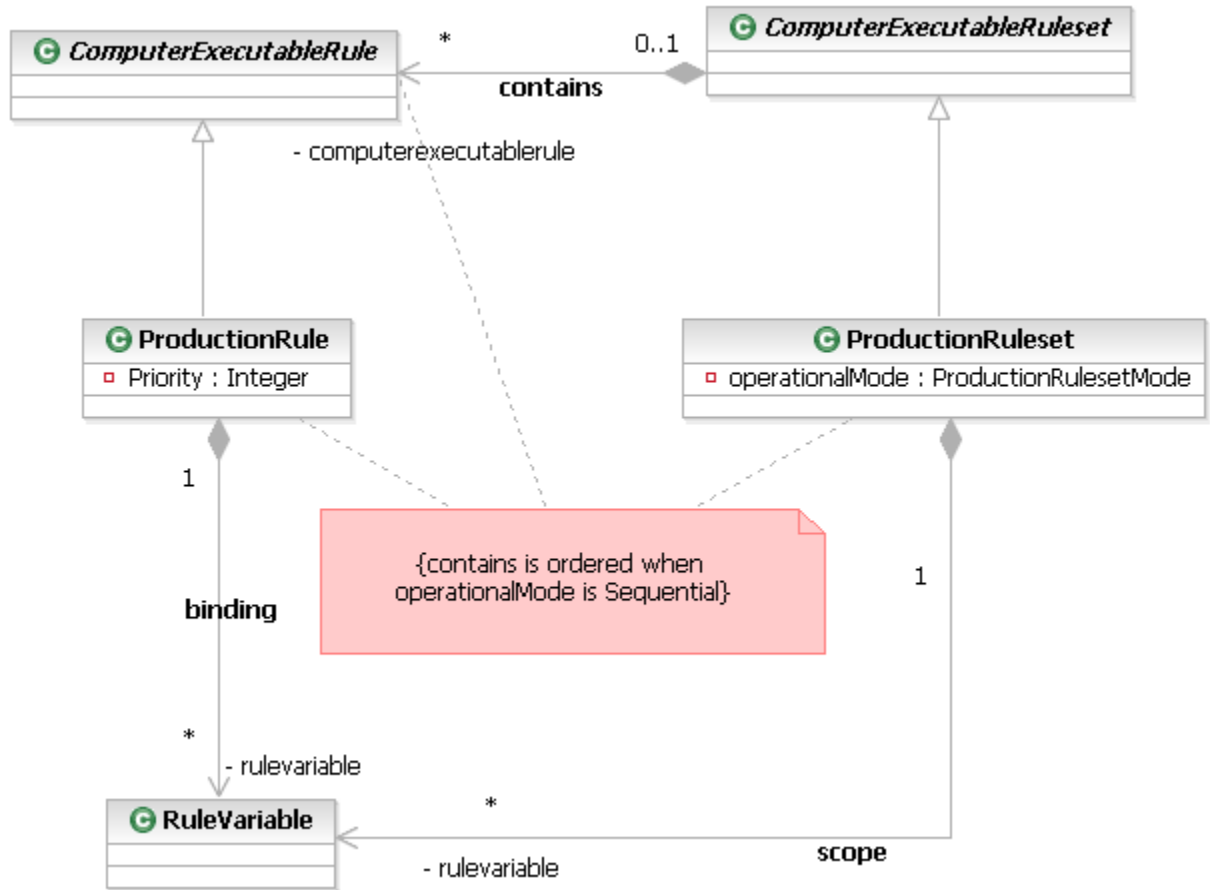 ComputerExecutableRule
*
0..1
ComputerExecutableRuleset
contains
- computerexecutablerule
ProductionRule
Priority : Integer
ProductionRuleset
operationalMode : ProductionRulesetMode
1
{contains is ordered when
operationalMode is Sequential}
1
binding
*
- rulevariable
RuleVariable
*
scope
- rulevariable